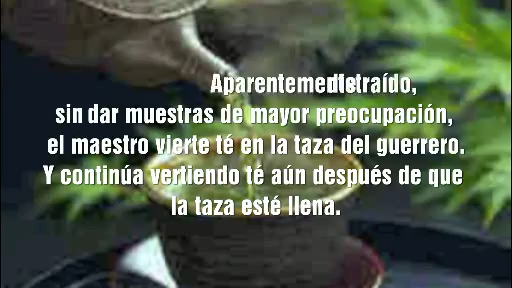 Aparentemente distraído,
sin dar muestras de mayor preocupación,
el maestro vierte té en la taza del guerrero.
Y continúa vertiendo té aún después de que
la taza esté llena.